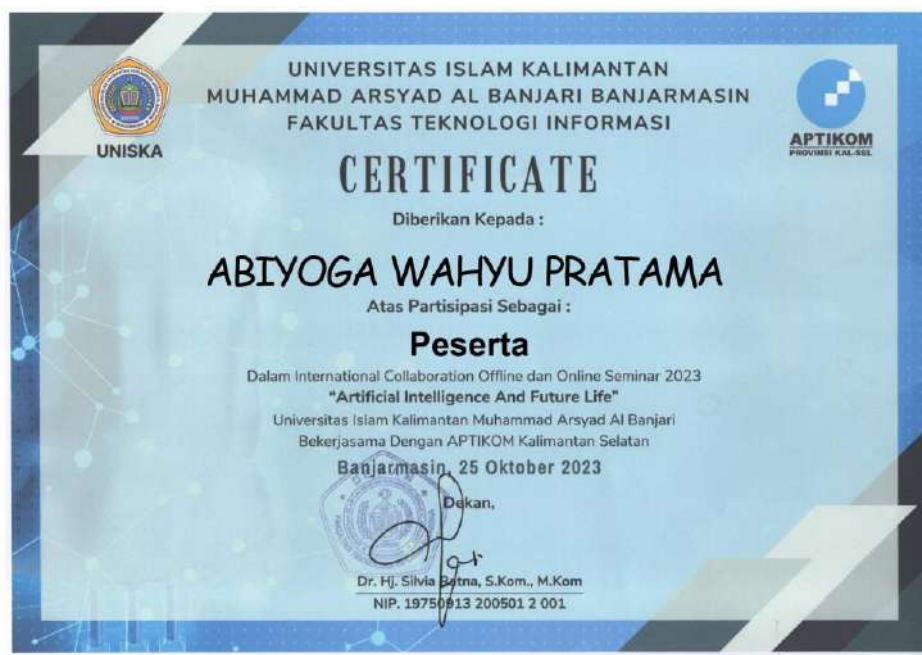 UNIVERSITAS ISLAM KALIMANTAN
MUHAMMAD ARSYAD AL BANJARI BANJARMASIN
FAKULTAS TEKNOLOGI INFORMASI
UNISKA
APTIKOM
PROVINSI KAL-SEL
CERTIFICATE
Diberikan Kepada :
ABIYOGA WAHYU PRATAMA
Atas Partisipasi Sebagai :
Peserta
Dalam International Collaboration Offline dan Online Seminar 2023
“Artificial Intelligence And Future Life”
Universitas Islam Kalimantan Muhammad Arsyad Al Banjari
Bekerjasama Dengan APTIKOM Kalimantan Selatan
Banjarmasin, 25 Oktober 2023
Dekan,
Dr. Hj. Silvia Ratna, S.Kom., M.Kom
NIP. 19750913 200501 2 001